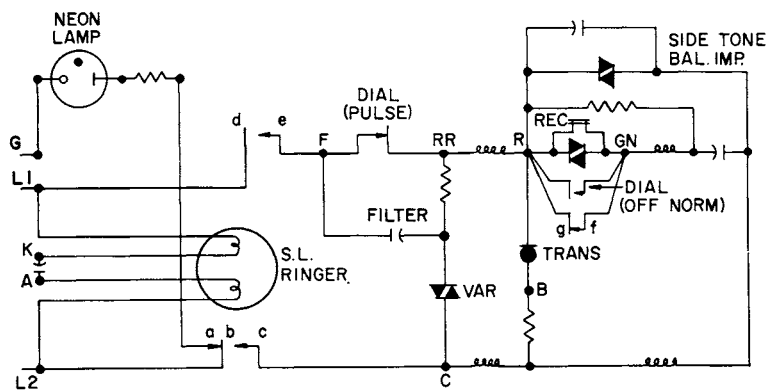 NEON
LAMP
SIDE TONE
BAL. IMP.
DIAL
(PULSE)
REC
G
d
e
F
RR
R
GN
L1
DIAL
(OFF NORM)
FILTER
g
f
K
A
S.L.
RINGER
TRANS
VAR
B
a
b
c
L2
C